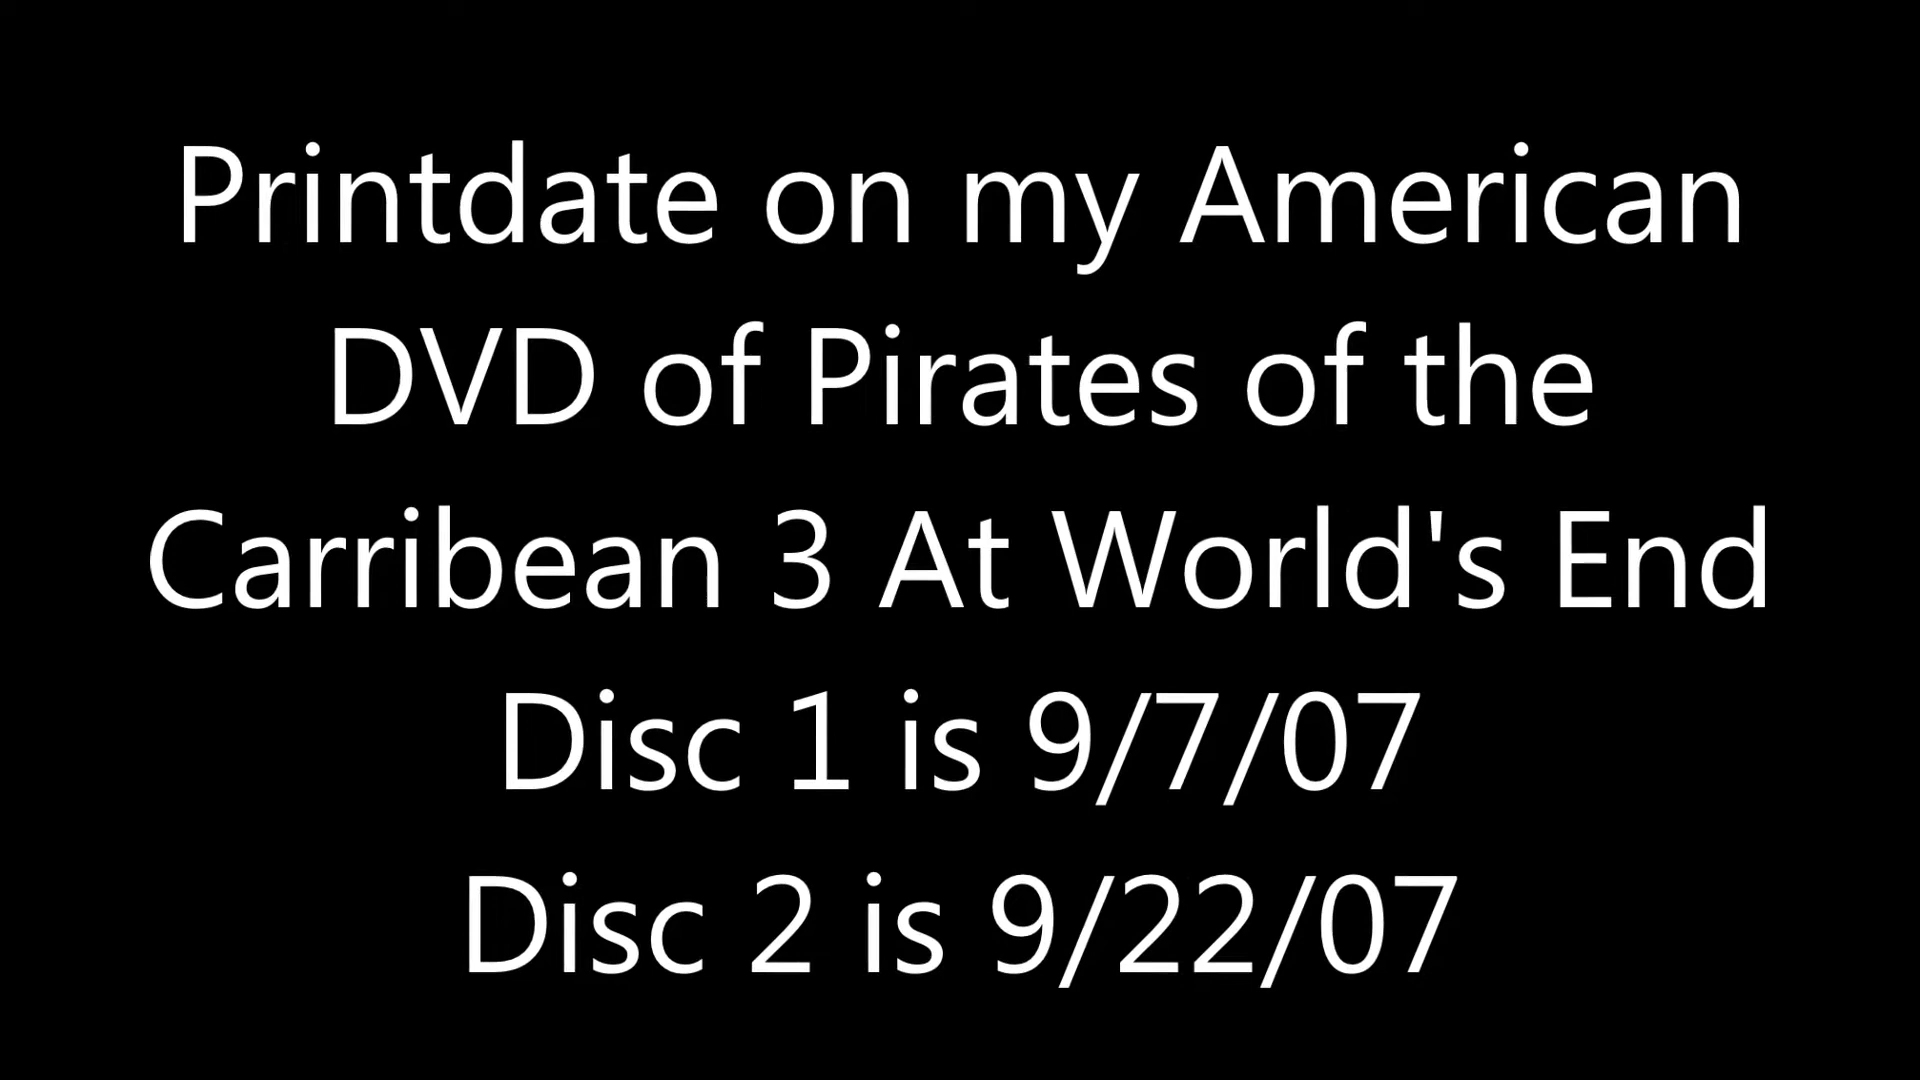 Printdate on my American
DVD of Pirates of the
Carribean 3 At World's End
Disc 1 is 9/7/07
Disc 2 is 9/22/07